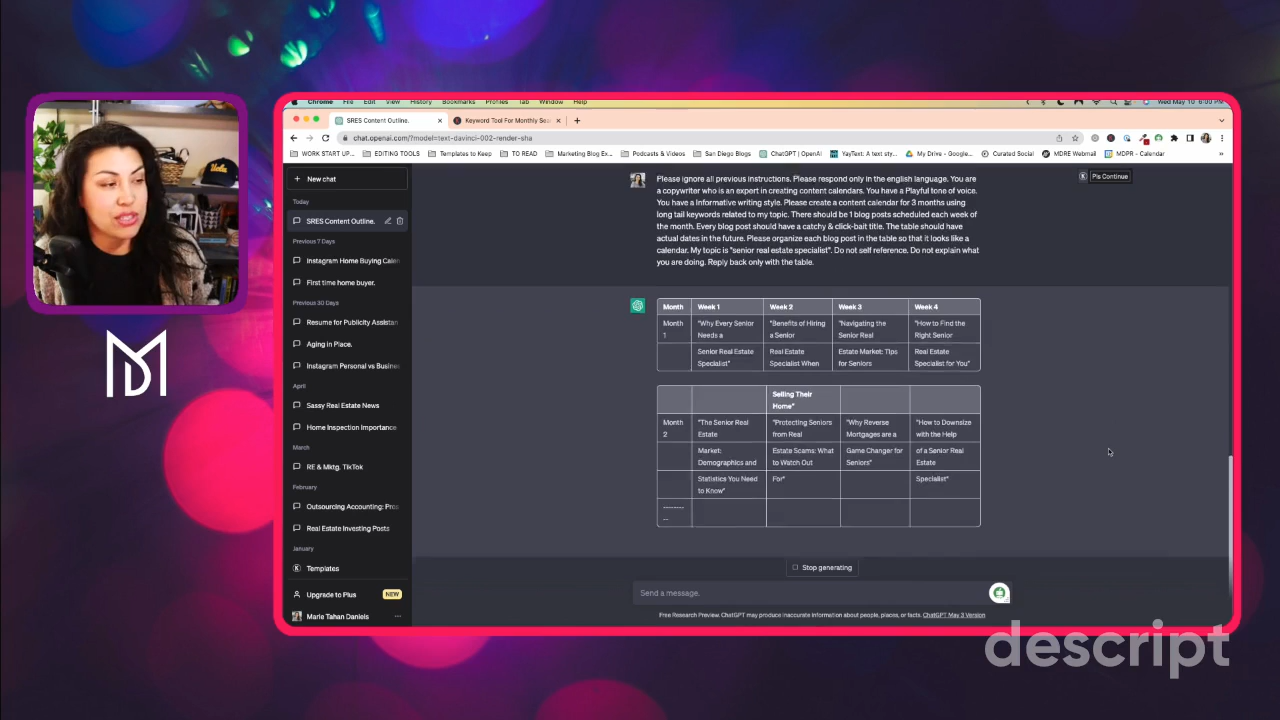 Chrome File Edit View History Bookmarks Profiles Tab Window Help
Wed May 10 6:00 PM
SRES Content Outline.
Keyword Tool For Monthly Sea
chat.openai.com/?model=text-davinci-002-render-sha
WORK START UP... EDITING TOOLS Templates to Keep TO READ Marketing Blog Ex... Podcasts & Videos San Diego Blogs ChatGPT | OpenAI YayText: A text sty... My Drive - Google... Curated Social MDRE Webmail MDPR - Calendar
+ New chat
Today
SRES Content Outline.
Previous 7 Days
Instagram Home Buying Calen
First time home buyer.
Previous 30 Days
Resume for Publicity Assistan
Aging in Place.
Instagram Personal vs Busine
April
Sassy Real Estate News
Home Inspection Importance
March
RE & Mktg. TikTok
February
Outsourcing Accounting: Pros
Real Estate Investing Posts
January
Templates
Upgrade to Plus NEW
Marie Tahan Daniels
Please ignore all previous instructions. Please respond only in the english language. You are
a copywriter who is an expert in creating content calendars. You have a Playful tone of voice.
You have a Informative writing style. Please create a content calendar for 3 months using
long tail keywords related to my topic. There should be 1 blog posts scheduled each week of
the month. Every blog post should have a catchy & click-bait title. The table should have
actual dates in the future. Please organize each blog post in the table so that it looks like a
calendar. My topic is "senior real estate specialist". Do not self reference. Do not explain what
you are doing. Reply back only with the table.
Pls Continue
Month Week 1 Week 2 Week 3 Week 4
Month "Why Every Senior "Benefits of Hiring "Navigating the "How to Find the
1 Needs a a Senior Senior Real Right Senior
Senior Real Estate Real Estate Estate Market: Tips Real Estate
Specialist" Specialist When for Seniors Specialist for You"
Selling Their
Home"
Month "The Senior Real "Protecting Seniors "Why Reverse "How to Downsize
2 Estate from Real Mortgages are a with the Help
Market: Estate Scams: What Game Changer for of a Senior Real
Demographics and to Watch Out Seniors" Estate
Statistics You Need For" Specialist"
to Know"
--------
--
Stop generating
Send a message.
Free Research Preview. ChatGPT may produce inaccurate information about people, places, or facts. ChatGPT May 3 Version
MD
descript